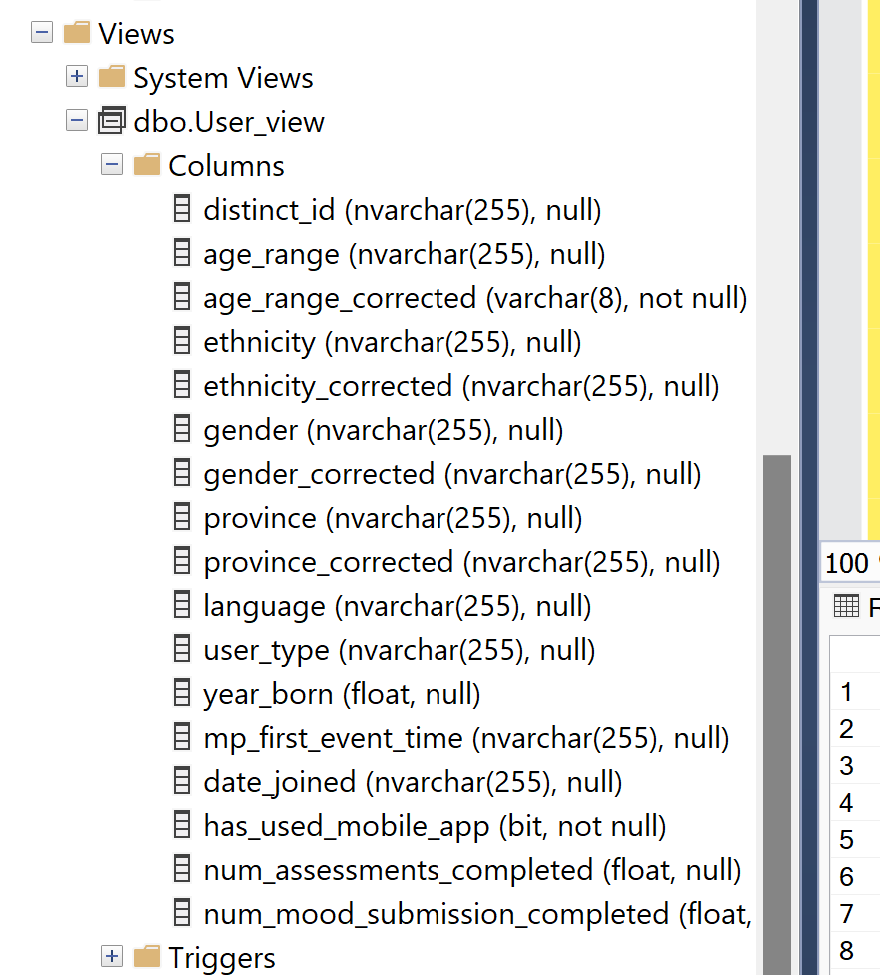 Views
System Views
dbo.User_view
Columns
distinct_id (nvarchar(255), null)
age_range (nvarchar(255), null)
age_range_corrected (varchar(8), not null)
ethnicity (nvarchar(255), null)
ethnicity_corrected (nvarchar(255), null)
gender (nvarchar(255), null)
gender_corrected (nvarchar(255), null)
province (nvarchar(255), null)
province_corrected (nvarchar(255), null)
language (nvarchar(255), null)
user_type (nvarchar(255), null)
year_born (float, null)
mp_first_event_time (nvarchar(255), null)
date_joined (nvarchar(255), null)
has_used_mobile_app (bit, not null)
num_assessments_completed (float, null)
num_mood_submission_completed (float,
Triggers
100
1
2
3
4
5
6
7
8